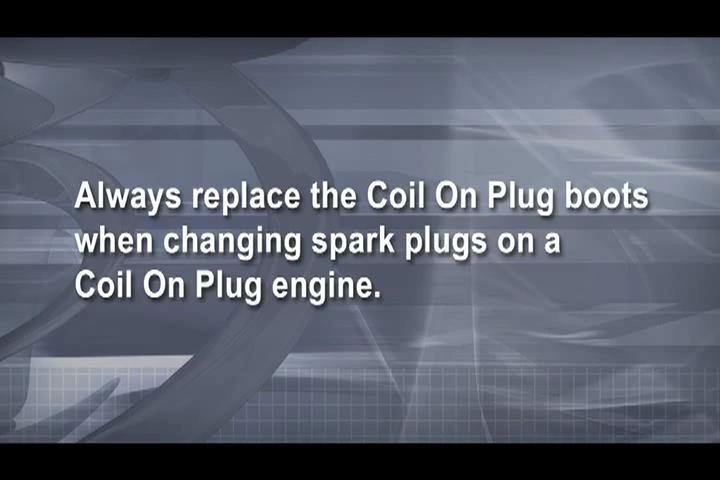 Always replace the Coil On Plug boots
when changing spark plugs on a
Coil On Plug engine.